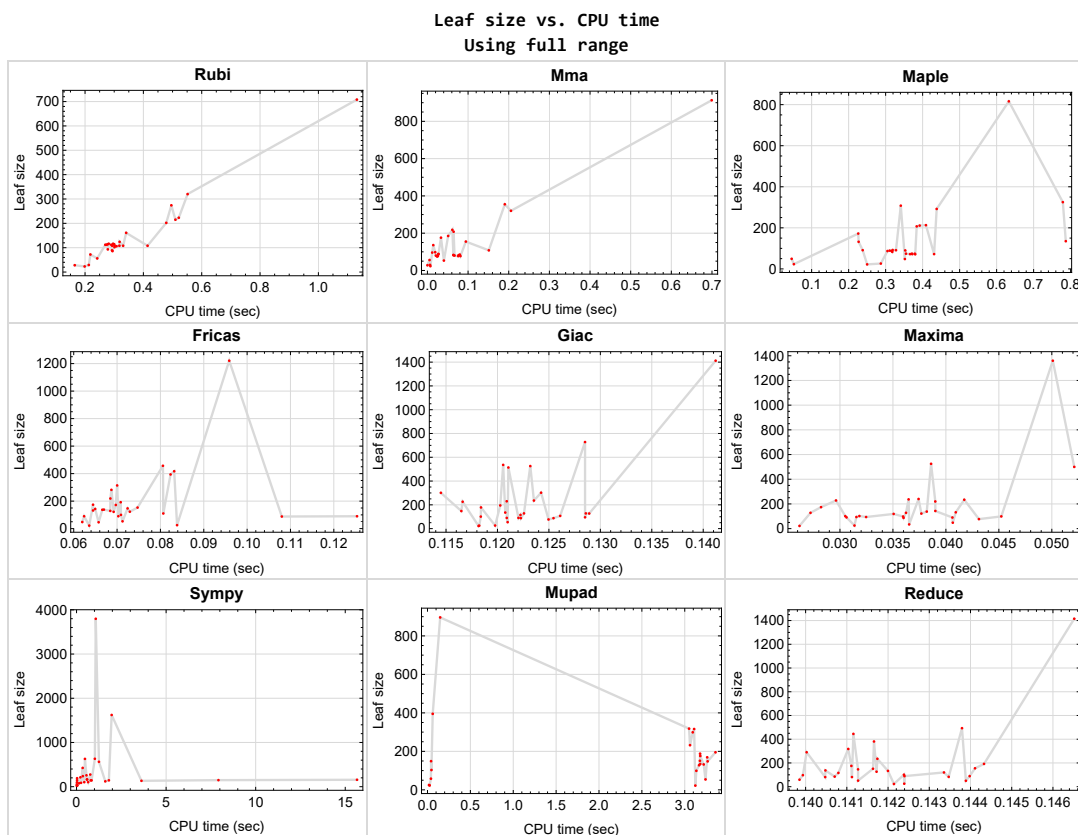 Leaf size vs. CPU time
Using full range
Rubi
Leaf size
700
600
500
400
300
200
100
0
0.2 0.4 0.6 0.8 1.0
CPU time (sec)
Mma
Leaf size
800
600
400
200
0
0.0 0.1 0.2 0.3 0.4 0.5 0.6 0.7
CPU time (sec)
Maple
Leaf size
800
600
400
200
0
0.1 0.2 0.3 0.4 0.5 0.6 0.7 0.8
CPU time (sec)
Fricas
Leaf size
1200
1000
800
600
400
200
0
0.06 0.07 0.08 0.09 0.10 0.11 0.12
CPU time (sec)
Giac
Leaf size
1400
1200
1000
800
600
400
200
0
0.115 0.120 0.125 0.130 0.135 0.140
CPU time (sec)
Maxima
Leaf size
1400
1200
1000
800
600
400
200
0
0.030 0.035 0.040 0.045 0.050
CPU time (sec)
Sympy
Leaf size
4000
3000
2000
1000
0
0 5 10 15
CPU time (sec)
Mupad
Leaf size
800
600
400
200
0
0.0 0.5 1.0 1.5 2.0 2.5 3.0
CPU time (sec)
Reduce
Leaf size
1400
1200
1000
800
600
400
200
0
0.140 0.141 0.142 0.143 0.144 0.145 0.146
CPU time (sec)